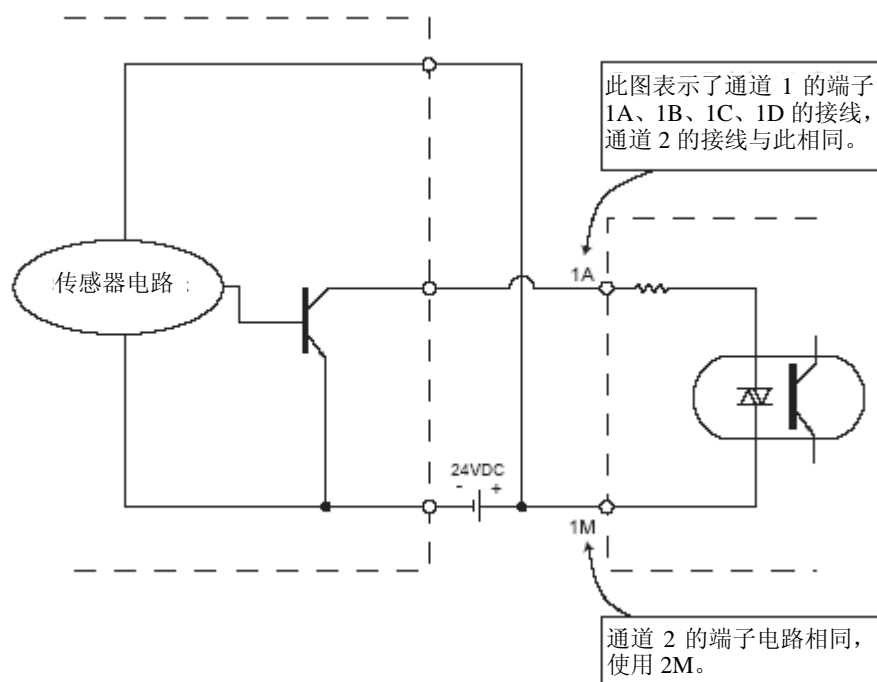 此图表示了通道 1 的端子
1A、1B、1C、1D 的接线，
通道 2 的接线与此相同。
1A
传感器电路
24VDC
- +
1M
通道 2 的端子电路相同，
使用 2M。